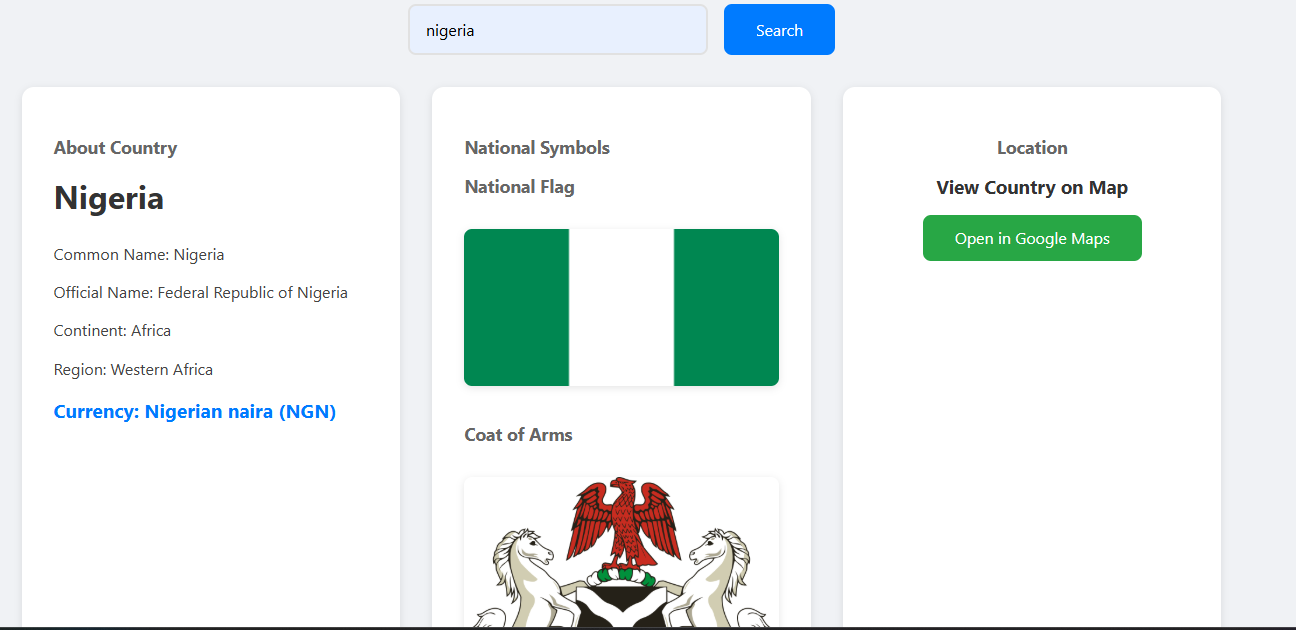 nigeria
Search
About Country
Nigeria
Common Name: Nigeria
Official Name: Federal Republic of Nigeria
Continent: Africa
Region: Western Africa
Currency: Nigerian naira (NGN)
National Symbols
National Flag
Coat of Arms
Location
View Country on Map
Open in Google Maps